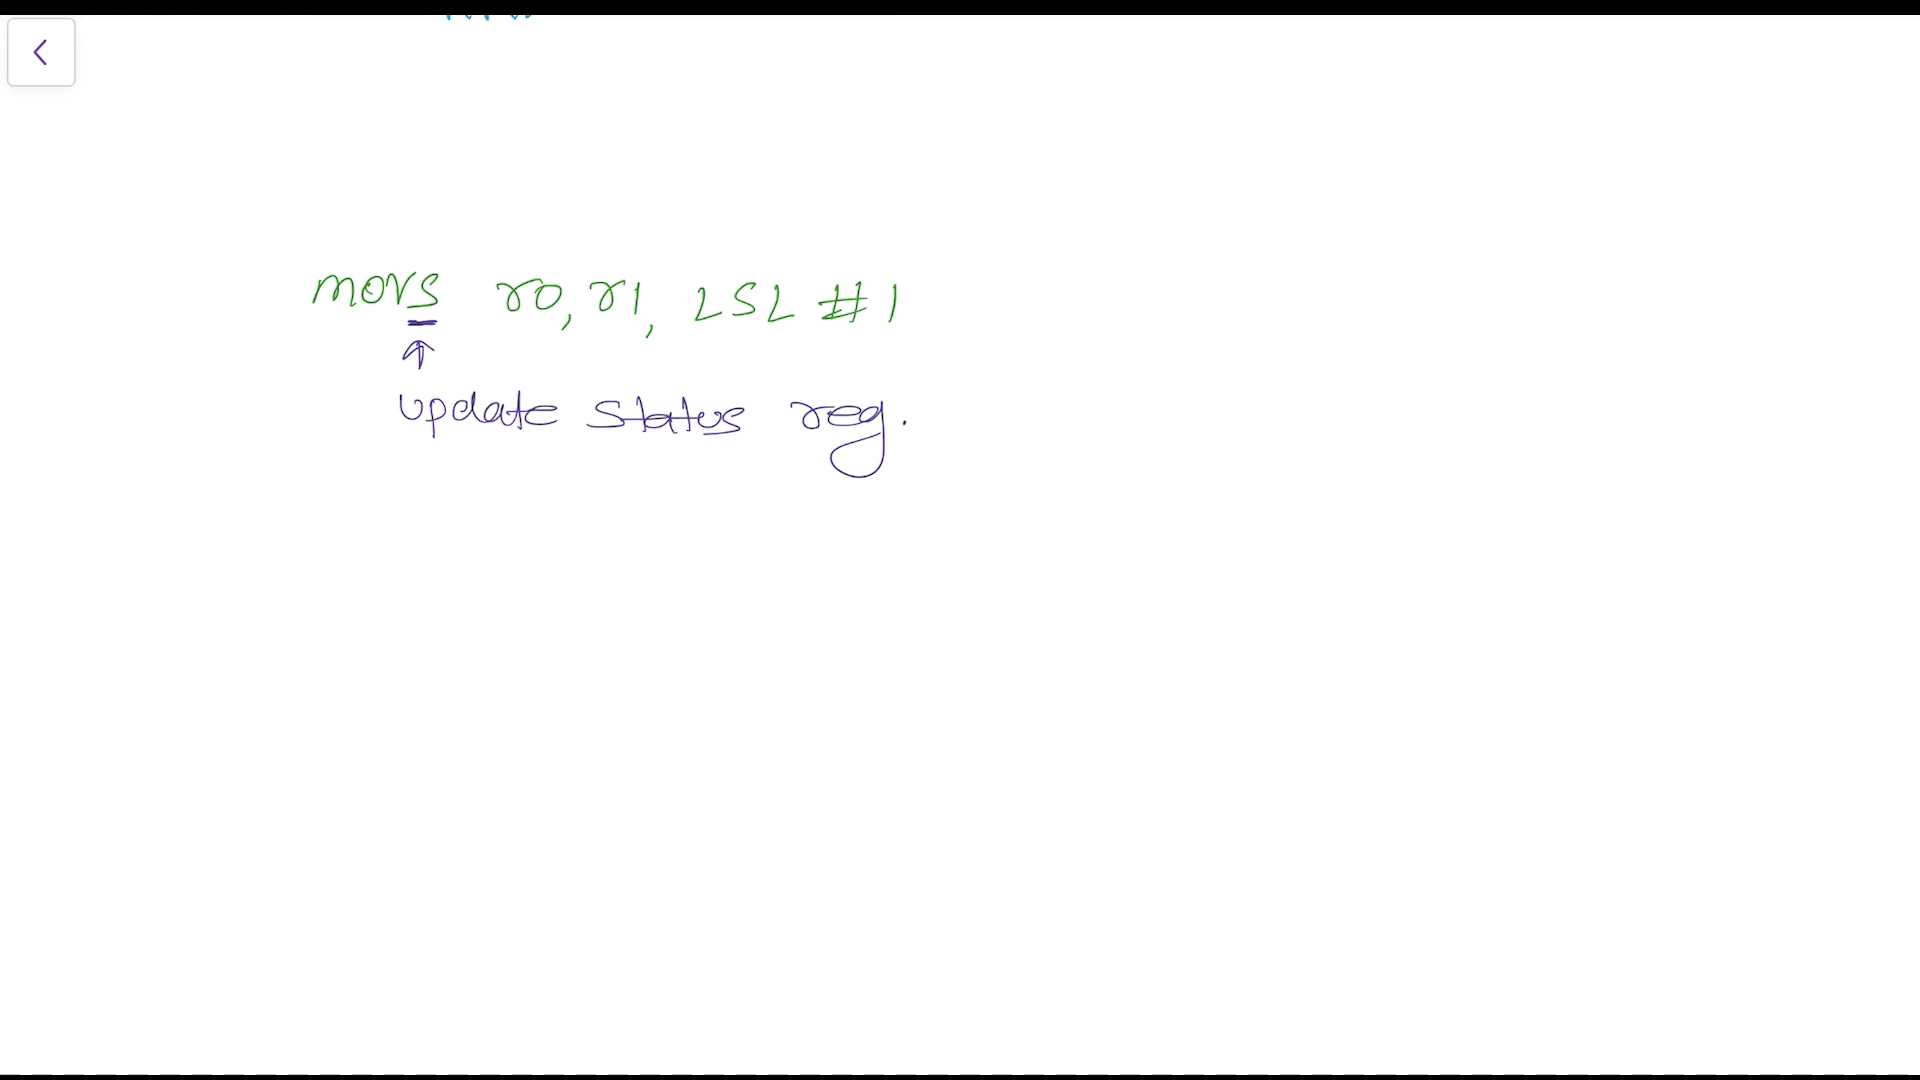 movs r0, r1, LSL #1
update status reg.